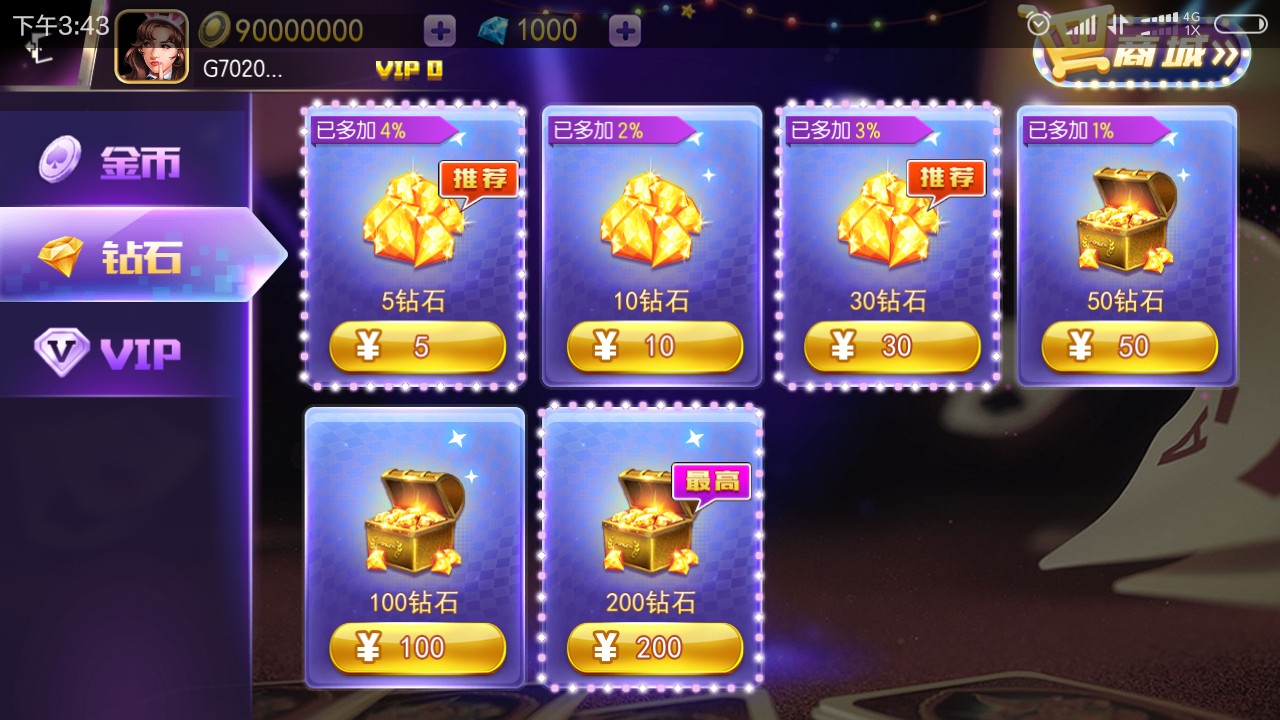 下午3:43
90000000
1000
4G
1X
G7020...
VIP 0
商城
金币
钻石
VIP
已多加 4%
推荐
5钻石
¥ 5
已多加 2%
10钻石
¥ 10
已多加 3%
推荐
30钻石
¥ 30
已多加 1%
50钻石
¥ 50
100钻石
¥ 100
最高
200钻石
¥ 200